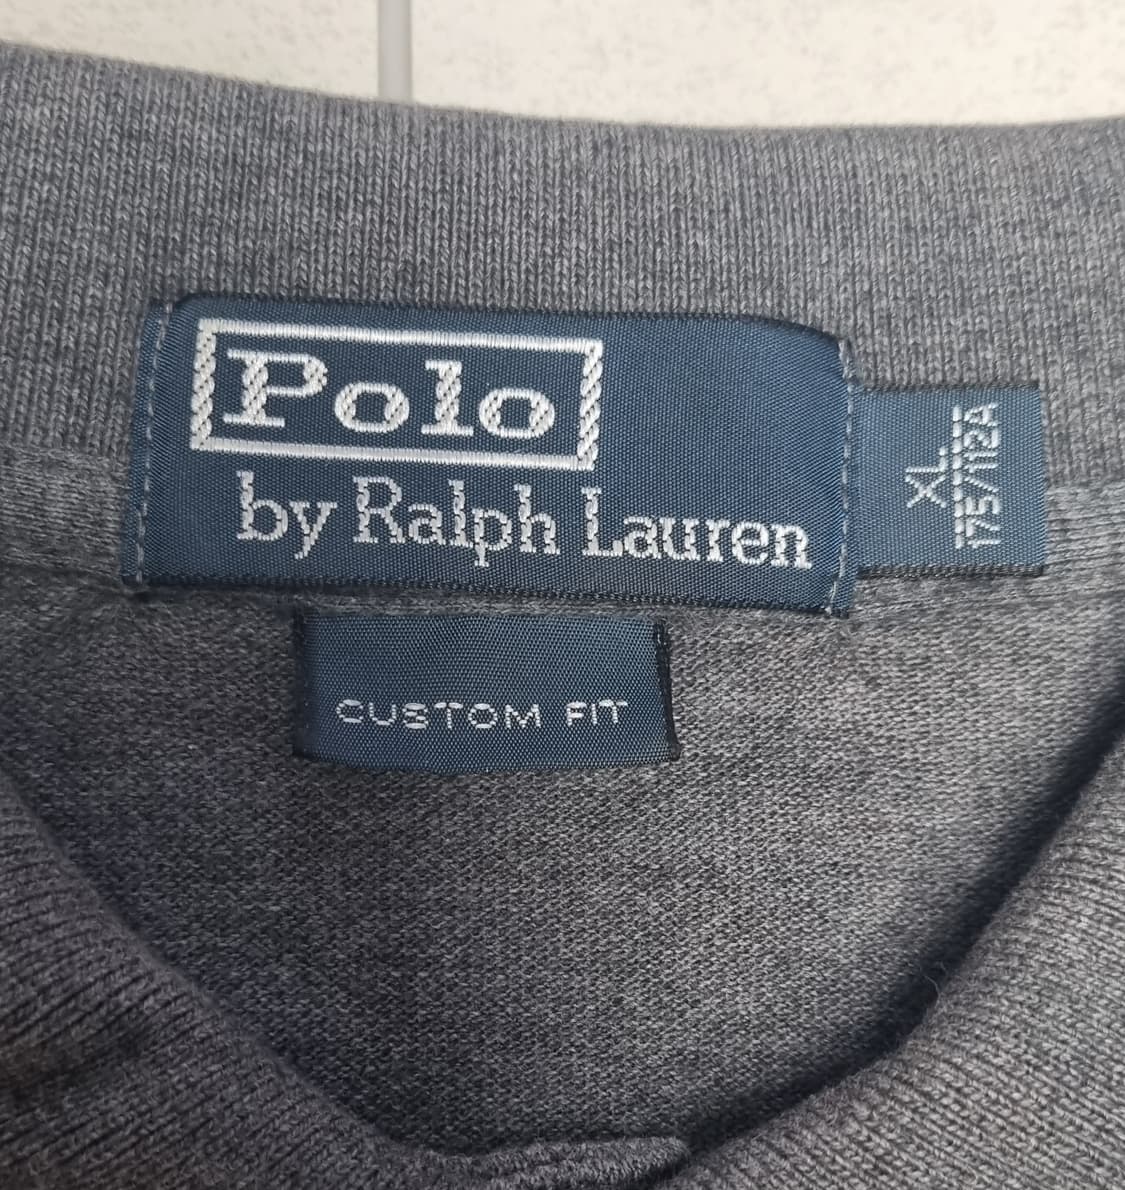 Polo
by Ralph Lauren
XL
175/112A
CUSTOM FIT